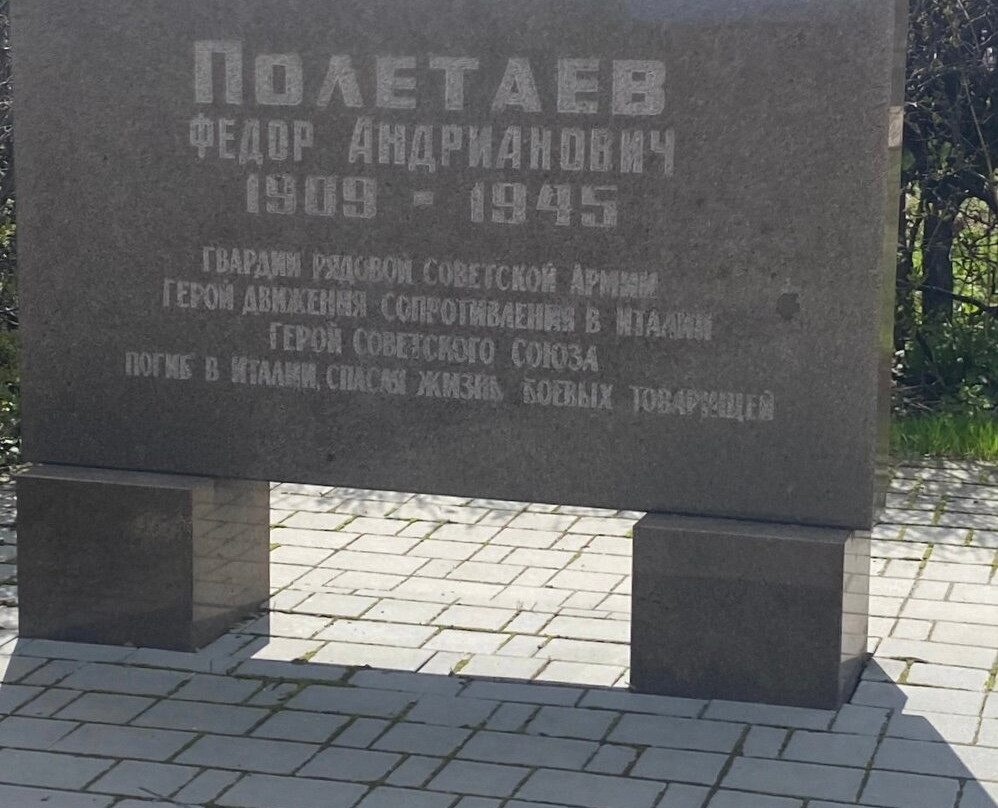 ПОЛЕТАЕВ
ФЕДОР АНДРИАНОВИЧ
1909 - 1945
ГВАРДИИ РЯДОВОЙ СОВЕТСКОЙ АРМИИ
ГЕРОЙ ДВИЖЕНИЯ СОПРОТИВЛЕНИЯ В ИТАЛИИ
ГЕРОЙ СОВЕТСКОГО СОЮЗА
ПОГИБ В ИТАЛИИ, СПАСАЯ ЖИЗНЬ БОЕВЫХ ТОВАРИЩЕЙ